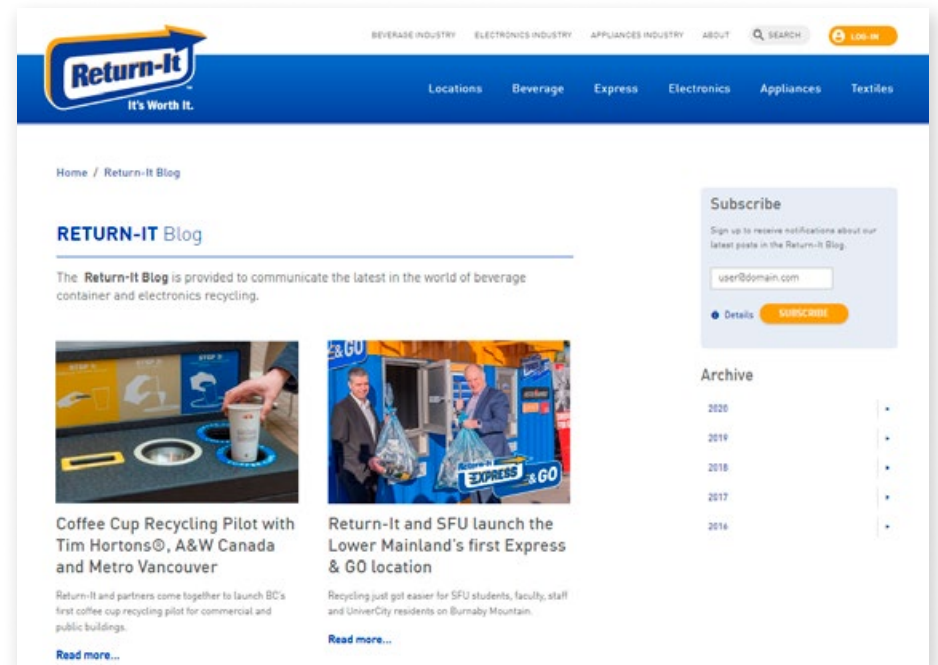 BEVERAGE INDUSTRY ELECTRONICS INDUSTRY APPLIANCES INDUSTRY ABOUT SEARCH LOG-IN
Return-It
It's Worth It.
Locations Beverage Express Electronics Appliances Textiles
Home / Return-It Blog
RETURN-IT Blog
The Return-It Blog is provided to communicate the latest in the world of beverage
container and electronics recycling.
STOP 1 STOP 2 STOP 3
& GO
Return-It
EXPRESS & GO
Coffee Cup Recycling Pilot with
Tim Hortons®, A&W Canada
and Metro Vancouver
Return-It and partners come together to launch BC's
first coffee cup recycling pilot for commercial and
public buildings.
Read more...
Return-It and SFU launch the
Lower Mainland's first Express
& GO location
Recycling just got easier for SFU students, faculty, staff
and UniverCity residents on Burnaby Mountain.
Read more...
Subscribe
Sign up to receive notifications about our
latest posts in the Return-It Blog.
user@domain.com
Details SUBSCRIBE
Archive
2020
2019
2018
2017
2016